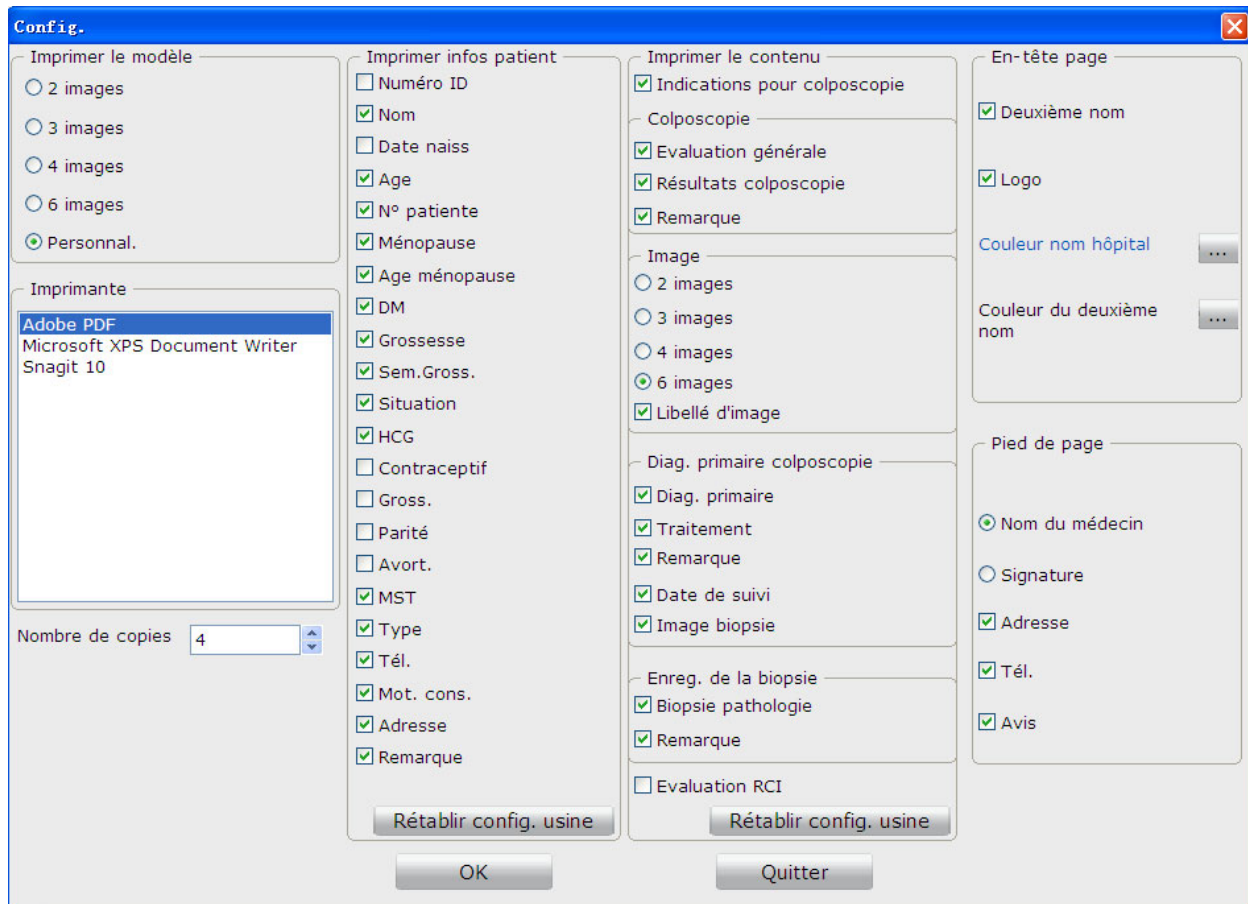 Config.
Imprimer le modèle
2 images
3 images
4 images
6 images
Personnal.
Imprimante
Adobe PDF
Microsoft XPS Document Writer
Snagit 10
Nombre de copies
4
Imprimer infos patient
Numéro ID
Nom
Date naiss
Age
N° patiente
Ménopause
Age ménopause
DM
Grossesse
Sem.Gross.
Situation
HCG
Contraceptif
Gross.
Parité
Avort.
MST
Type
Tél.
Mot. cons.
Adresse
Remarque
Rétablir config. usine
Imprimer le contenu
Indications pour colposcopie
Colposcopie
Evaluation générale
Résultats colposcopie
Remarque
Image
2 images
3 images
4 images
6 images
Libellé d'image
Diag. primaire colposcopie
Diag. primaire
Traitement
Remarque
Date de suivi
Image biopsie
Enreg. de la biopsie
Biopsie pathologie
Remarque
Evaluation RCI
Rétablir config. usine
En-tête page
Deuxième nom
Logo
Couleur nom hôpital
...
Couleur du deuxième
nom
...
Pied de page
Nom du médecin
Signature
Adresse
Tél.
Avis
OK
Quitter